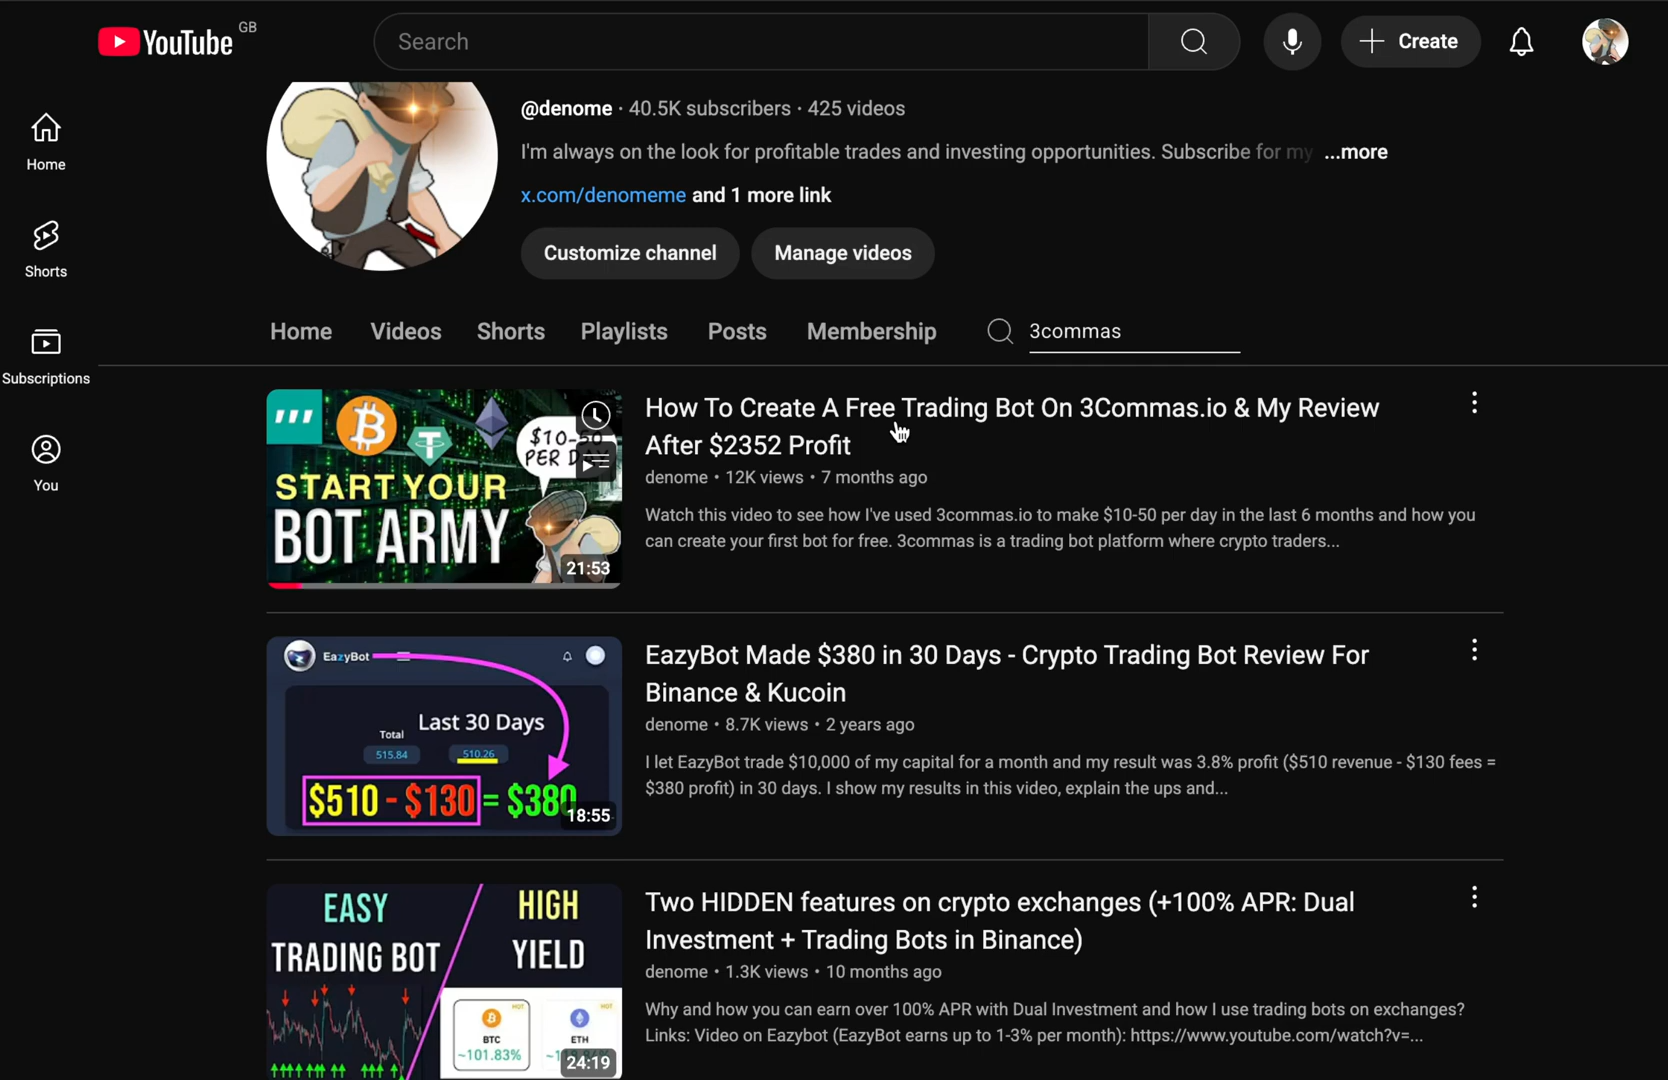 YouTube GB
Search
Create
Home
Shorts
Subscriptions
You
@denome · 40.5K subscribers · 425 videos
I'm always on the look for profitable trades and investing opportunities. Subscribe for my ...more
x.com/denomeme and 1 more link
Customize channel
Manage videos
Home Videos Shorts Playlists Posts Membership 3commas
$10-50
PER DAY
START YOUR
BOT ARMY
21:53
How To Create A Free Trading Bot On 3Commas.io & My Review
After $2352 Profit
denome • 12K views • 7 months ago
Watch this video to see how I've used 3commas.io to make $10-50 per day in the last 6 months and how you
can create your first bot for free. 3commas is a trading bot platform where crypto traders...
EazyBot
Last 30 Days
Total
515.84 510.26
$510 - $130 = $380
18:55
EazyBot Made $380 in 30 Days - Crypto Trading Bot Review For
Binance & Kucoin
denome • 8.7K views • 2 years ago
I let EazyBot trade $10,000 of my capital for a month and my result was 3.8% profit ($510 revenue - $130 fees =
$380 profit) in 30 days. I show my results in this video, explain the ups and...
EASY
TRADING BOT
HIGH
YIELD
HOT
BTC
~101.83%
HOT
ETH
24:19
Two HIDDEN features on crypto exchanges (+100% APR: Dual
Investment + Trading Bots in Binance)
denome • 1.3K views • 10 months ago
Why and how you can earn over 100% APR with Dual Investment and how I use trading bots on exchanges?
Links: Video on Eazybot (EazyBot earns up to 1-3% per month): https://www.youtube.com/watch?v=...